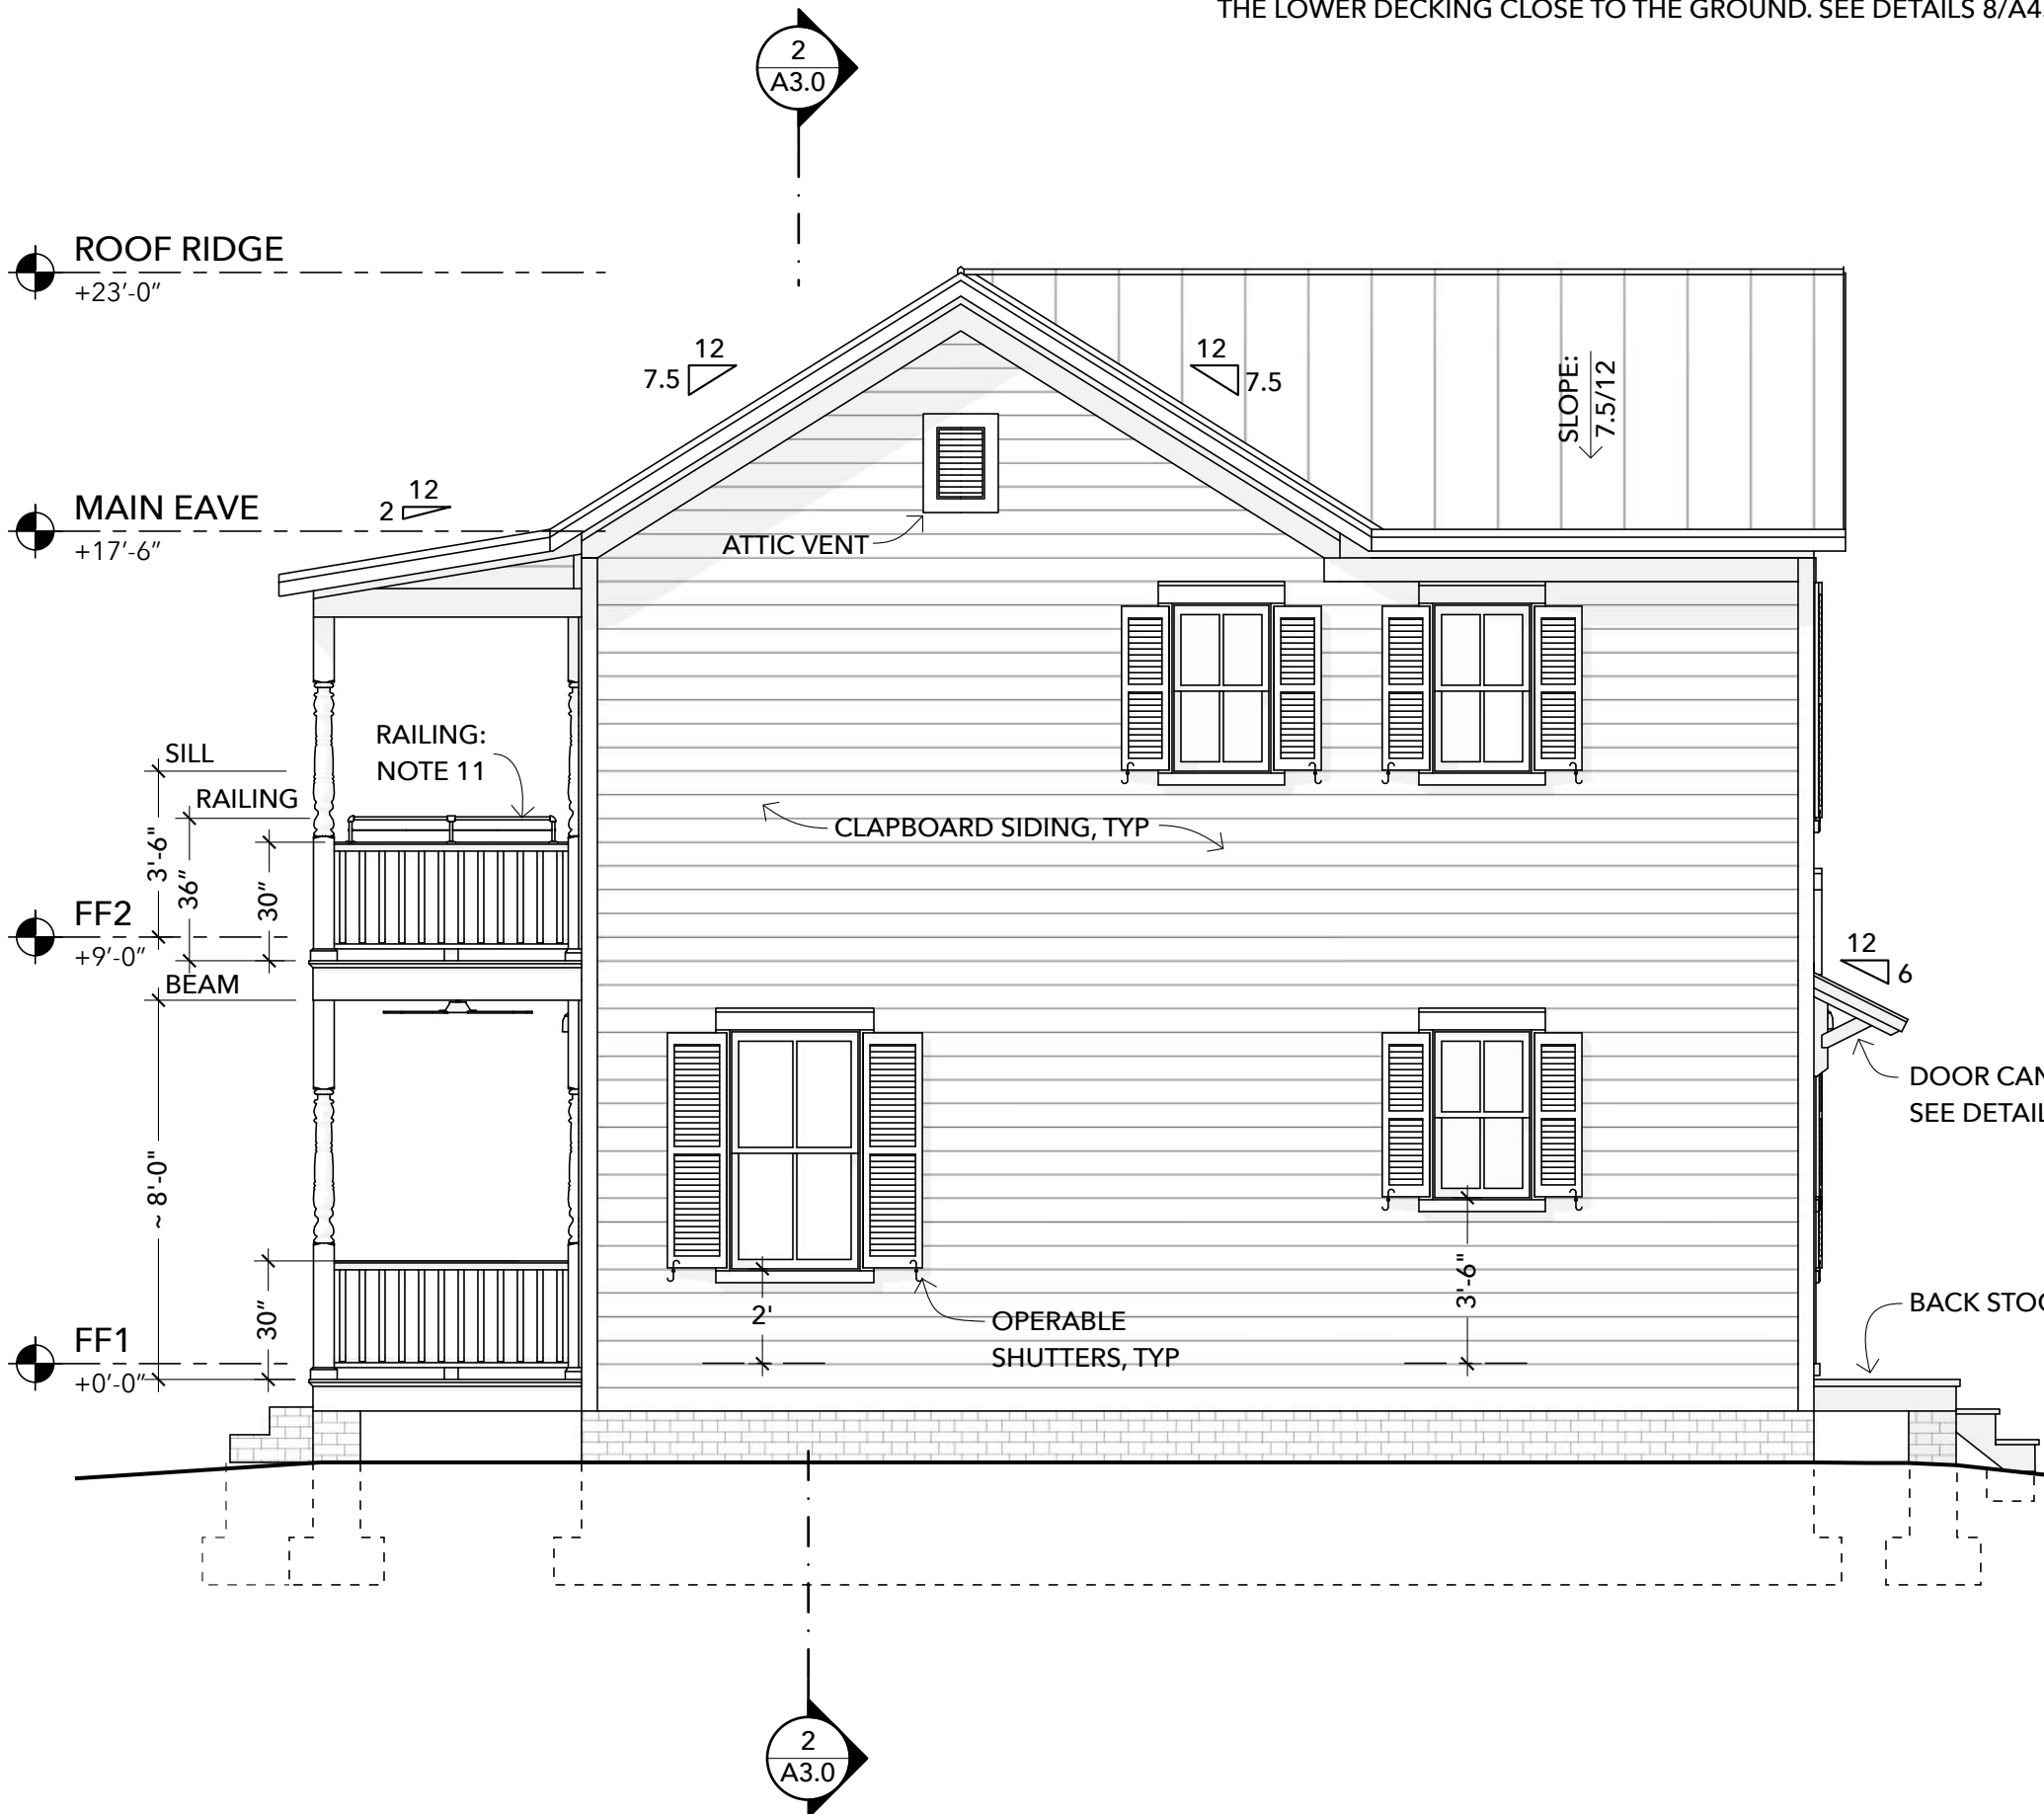 THE LOWER DECKING CLOSE TO THE GROUND. SEE DETAILS 8/A4.
2
A3.0
ROOF RIDGE
+23'-0"
12
7.5
12
7.5
SLOPE:
7.5/12
MAIN EAVE
+17'-6"
12
2
ATTIC VENT
RAILING:
NOTE 11
SILL
RAILING
3'-6"
36"
30"
CLAPBOARD SIDING, TYP
FF2
+9'-0"
BEAM
12
6
DOOR CAN
SEE DETAIL
~ 8'-0"
30"
2'
3'-6"
OPERABLE
SHUTTERS, TYP
BACK STOO
FF1
+0'-0"
2
A3.0